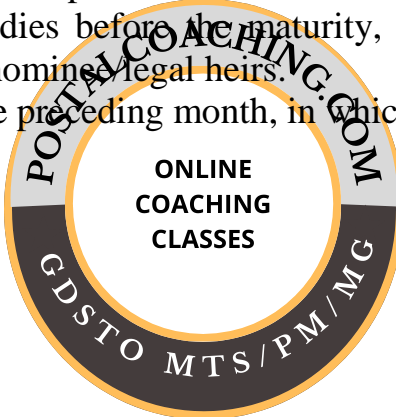 dies before the maturity,
nominee legal heirs.
e preceding month, in whic
POSTALCOACHING.COM
ONLINE
COACHING
CLASSES
GDSTO MTS/PM/MG